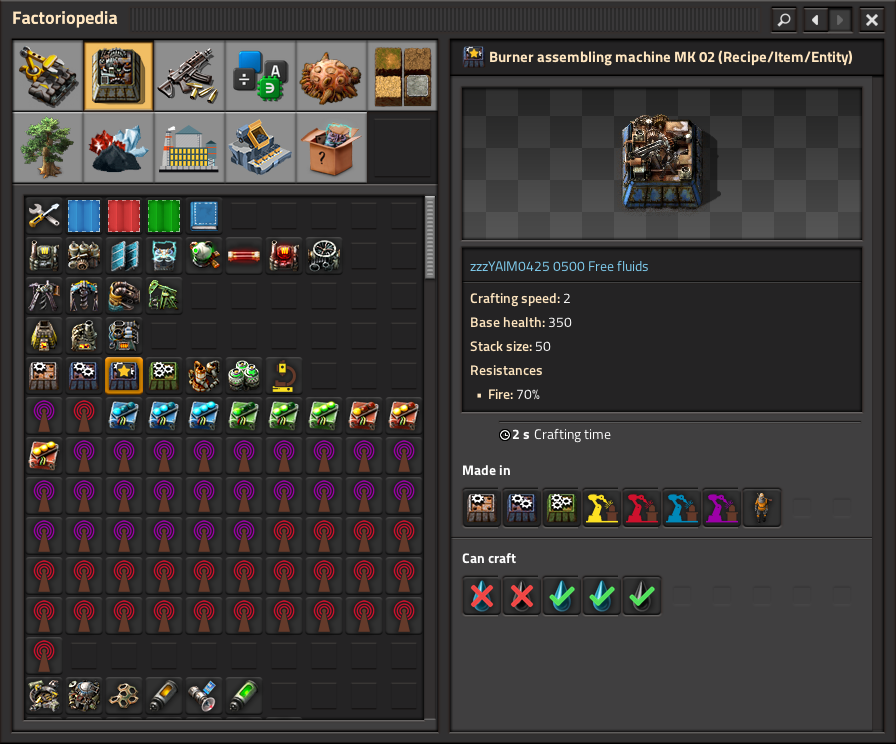 Factoriopedia
Burner assembling machine MK 02 (Recipe/Item/Entity)
zzzYAIM0425 0500 Free fluids
Crafting speed: 2
Base health: 350
Stack size: 50
Resistances
• Fire: 70%
2 s Crafting time
Made in
Can craft